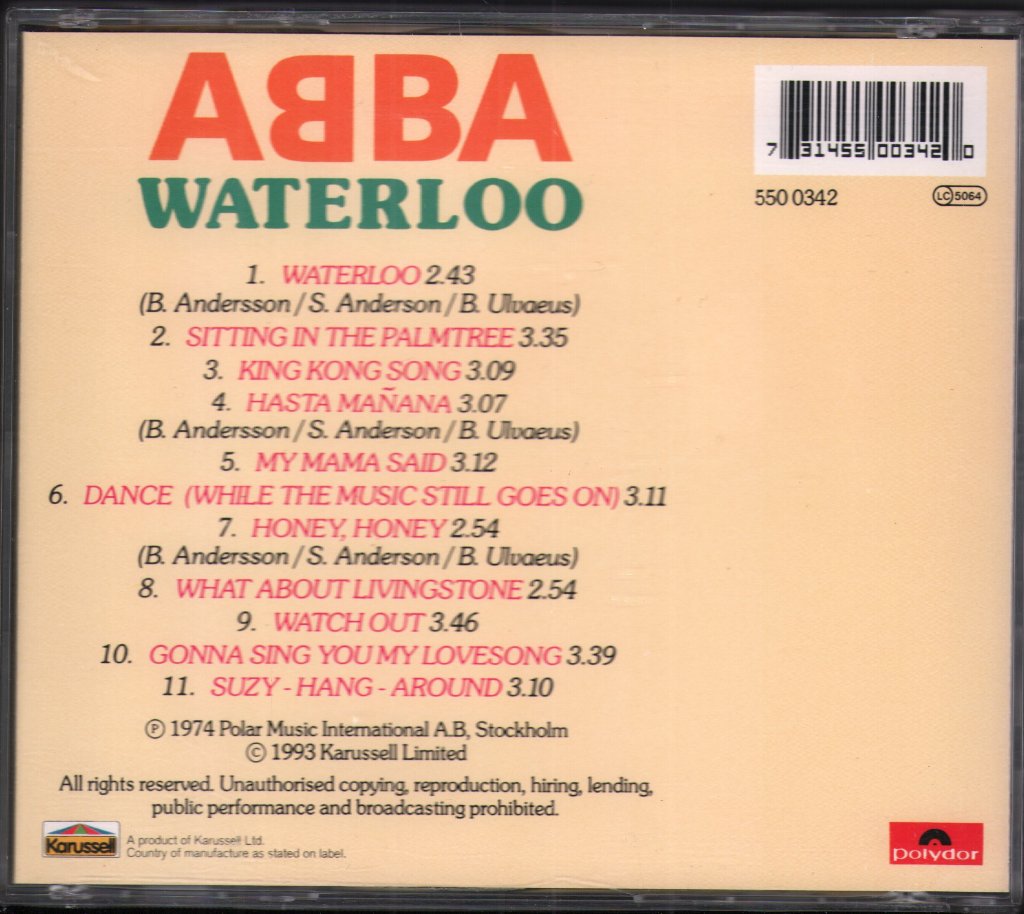 ABBA
WATERLOO
7 31455 00342 0
550 0342
LC 5064
1. WATERLOO 2.43
(B. Andersson / S. Anderson / B. Ulvaeus)
2. SITTING IN THE PALMTREE 3.35
3. KING KONG SONG 3.09
4. HASTA MAÑANA 3.07
(B. Andersson / S. Anderson / B. Ulvaeus)
5. MY MAMA SAID 3.12
6. DANCE (WHILE THE MUSIC STILL GOES ON) 3.11
7. HONEY, HONEY 2.54
(B. Andersson / S. Anderson / B. Ulvaeus)
8. WHAT ABOUT LIVINGSTONE 2.54
9. WATCH OUT 3.46
10. GONNA SING YOU MY LOVESONG 3.39
11. SUZY - HANG - AROUND 3.10
Ⓟ 1974 Polar Music International A.B, Stockholm
© 1993 Karussell Limited
All rights reserved. Unauthorised copying, reproduction, hiring, lending,
public performance and broadcasting prohibited.
Karussell
A product of Karussell Ltd.
Country of manufacture as stated on label.
polydor